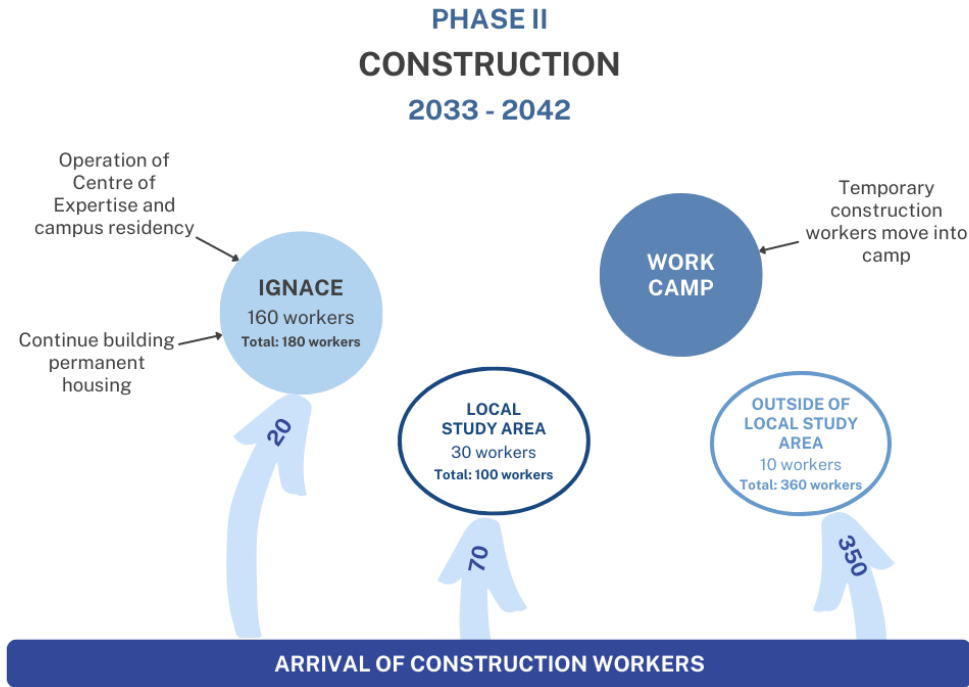 PHASE II
CONSTRUCTION
2033 - 2042
Operation of
Centre of
Expertise and
campus residency
Continue building
permanent
housing
IGNACE
160 workers
Total: 180 workers
WORK
CAMP
Temporary
construction
workers move into
camp
LOCAL
STUDY AREA
30 workers
Total: 100 workers
OUTSIDE OF
LOCAL STUDY
AREA
10 workers
Total: 360 workers
20
70
350
ARRIVAL OF CONSTRUCTION WORKERS